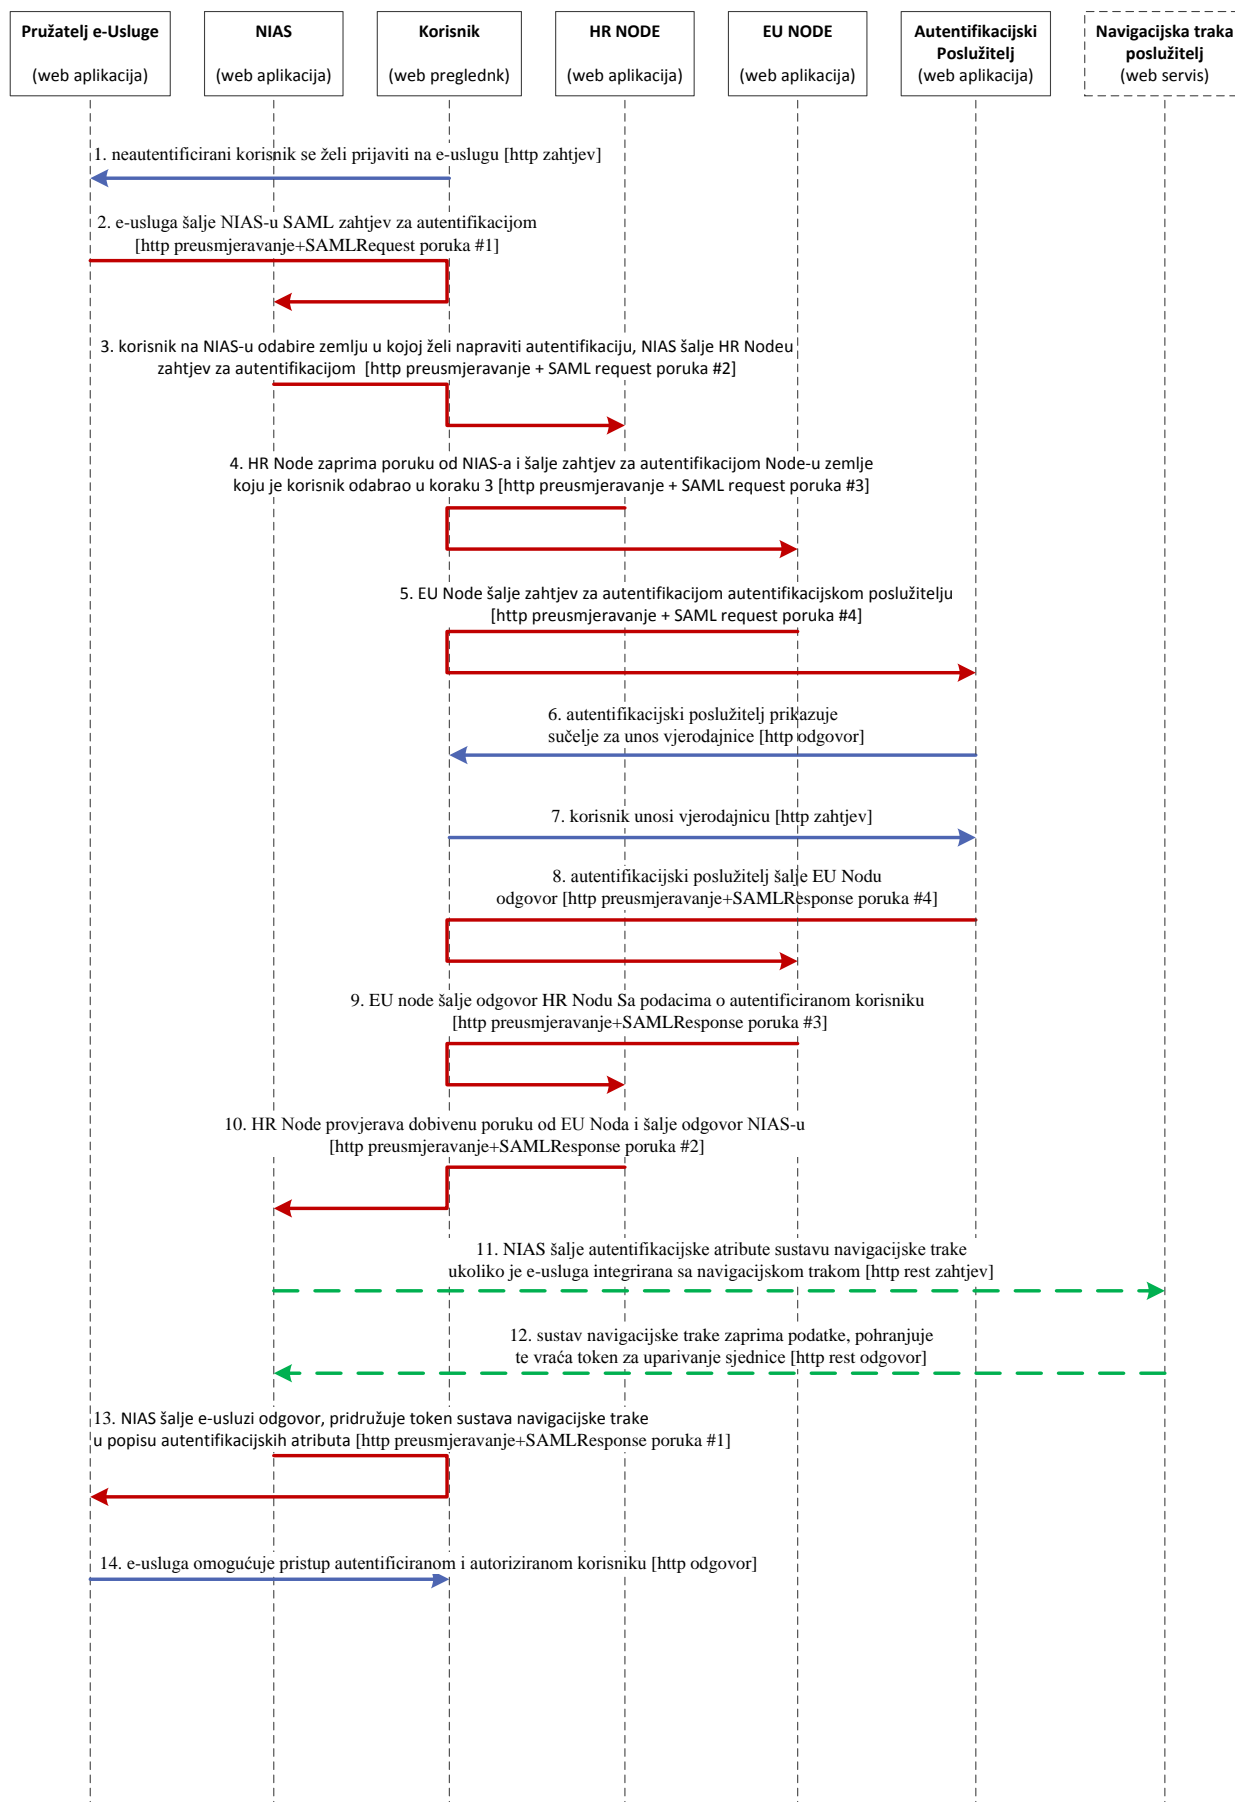 Pružatelj e-Usluge
(web aplikacija)
NIAS
(web aplikacija)
Korisnik
(web preglednk)
HR NODE
(web aplikacija)
EU NODE
(web aplikacija)
Autentifikacijski
Poslužitelj
(web aplikacija)
Navigacijska traka
poslužitelj
(web servis)
1. neautentificirani korisnik se želi prijaviti na e-uslugu [http zahtjev]
2. e-usluga šalje NIAS-u SAML zahtjev za autentifikacijom
[http preusmjeravanje+SAMLRequest poruka #1]
3. korisnik na NIAS-u odabire zemlju u kojoj želi napraviti autentifikaciju, NIAS šalje HR Nodeu
zahtjev za autentifikacijom [http preusmjeravanje + SAML request poruka #2]
4. HR Node zaprima poruku od NIAS-a i šalje zahtjev za autentifikacijom Node-u zemlje
koju je korisnik odabrao u koraku 3 [http preusmjeravanje + SAML request poruka #3]
5. EU Node šalje zahtjev za autentifikacijom autentifikacijskom poslužitelju
[http preusmjeravanje + SAML request poruka #4]
6. autentifikacijski poslužitelj prikazuje
sučelje za unos vjerodajnice [http odgovor]
7. korisnik unosi vjerodajnicu [http zahtjev]
8. autentifikacijski poslužitelj šalje EU Nodu
odgovor [http preusmjeravanje+SAMLResponse poruka #4]
9. EU node šalje odgovor HR Nodu Sa podacima o autentificiranom korisniku
[http preusmjeravanje+SAMLResponse poruka #3]
10. HR Node provjerava dobivenu poruku od EU Noda i šalje odgovor NIAS-u
[http preusmjeravanje+SAMLResponse poruka #2]
11. NIAS šalje autentifikacijske atribute sustavu navigacijske trake
ukoliko je e-usluga integrirana sa navigacijskom trakom [http rest zahtjev]
12. sustav navigacijske trake zaprima podatke, pohranjuje
te vraća token za uparivanje sjednice [http rest odgovor]
13. NIAS šalje e-usluzi odgovor, pridružuje token sustava navigacijske trake
u popisu autentifikacijskih atributa [http preusmjeravanje+SAMLResponse poruka #1]
14. e-usluga omogućuje pristup autentificiranom i autoriziranom korisniku [http odgovor]